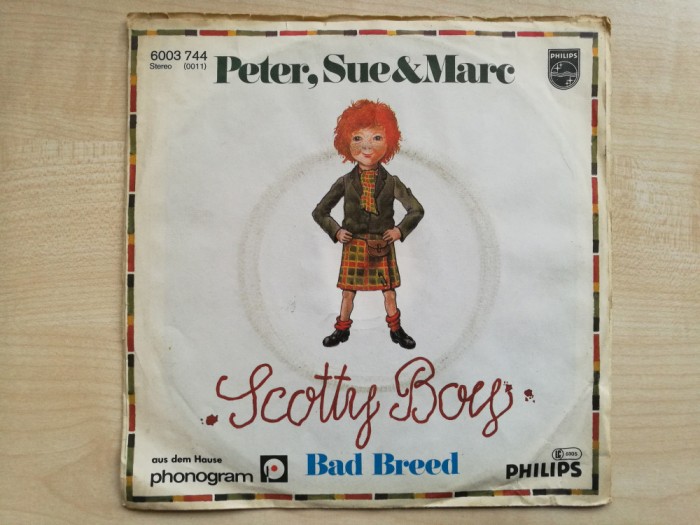 6003 744
Stereo (0011)
Peter, Sue & Marc
PHILIPS
Scotty Boy
aus dem Hause
phonogram
Bad Breed
PHILIPS